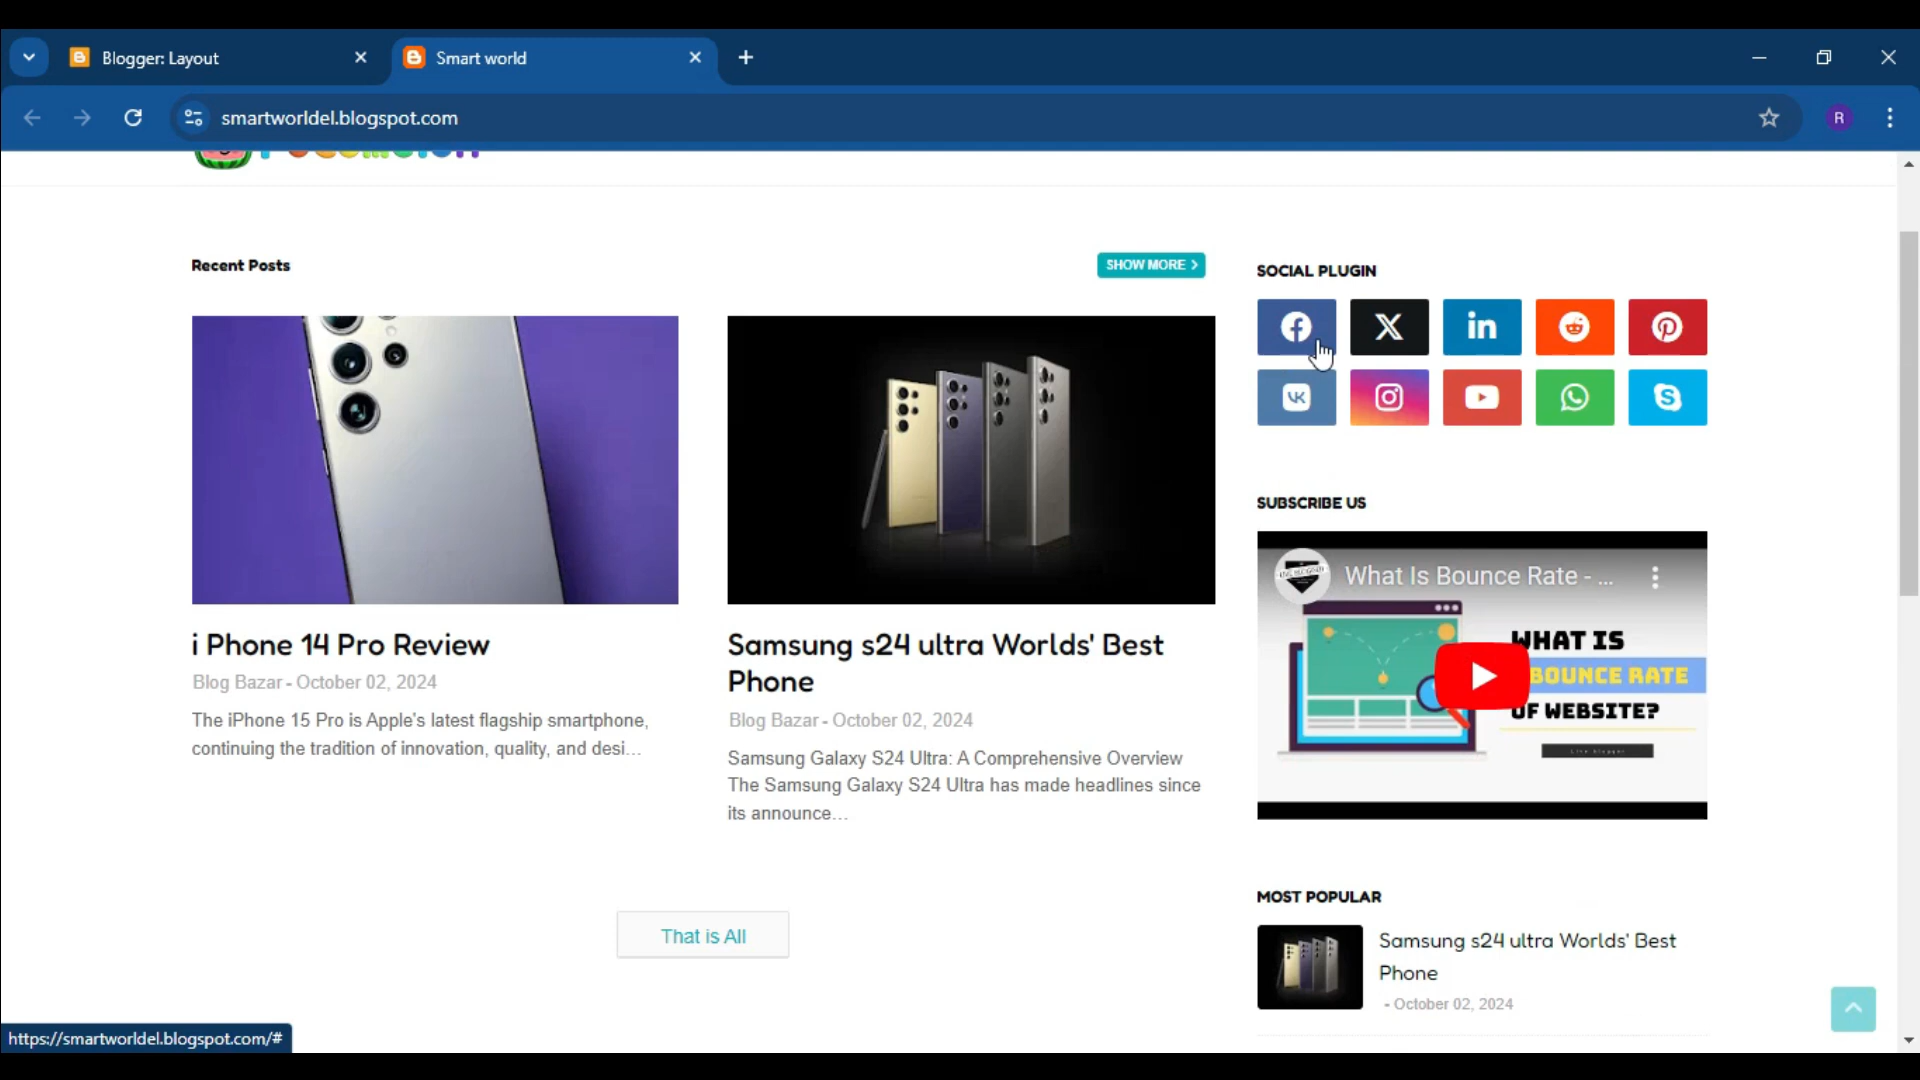 Blogger: Layout
Smart world
smartworldel.blogspot.com
R
Recent Posts
SHOW MORE >
SOCIAL PLUGIN
i Phone 14 Pro Review
Blog Bazar - October 02, 2024
The iPhone 15 Pro is Apple's latest flagship smartphone,
continuing the tradition of innovation, quality, and desi...
Samsung s24 ultra Worlds' Best
Phone
Blog Bazar - October 02, 2024
Samsung Galaxy S24 Ultra: A Comprehensive Overview
The Samsung Galaxy S24 Ultra has made headlines since
its announce...
That is All
SUBSCRIBE US
What Is Bounce Rate - ...
WHAT IS
BOUNCE RATE
OF WEBSITE?
Live Blogger
MOST POPULAR
Samsung s24 ultra Worlds' Best
Phone
- October 02, 2024
https://smartworldel.blogspot.com/#